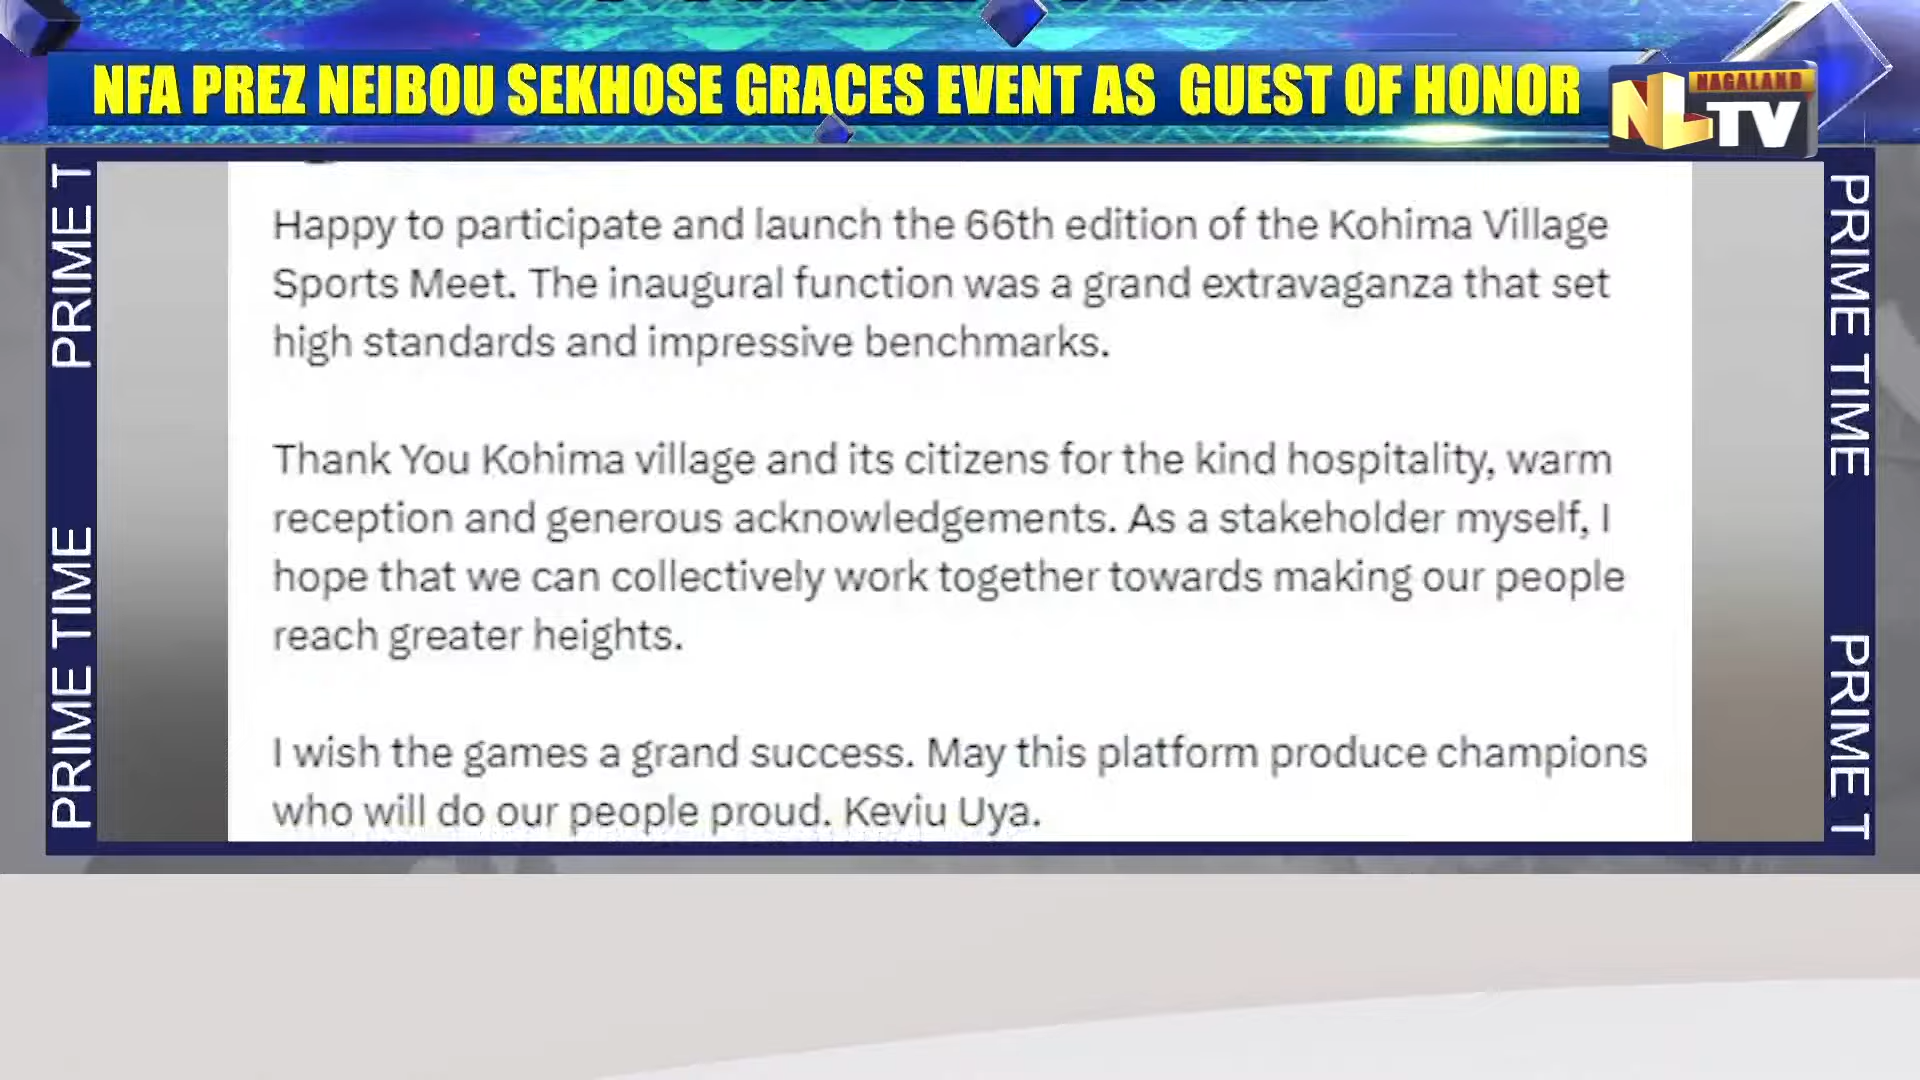 NFA PREZ NEIBOU SEKHOSE GRACES EVENT AS GUEST OF HONOR
NAGALAND
NLTV
PRIME T
PRIME TIME
Happy to participate and launch the 66th edition of the Kohima Village
Sports Meet. The inaugural function was a grand extravaganza that set
high standards and impressive benchmarks.
Thank You Kohima village and its citizens for the kind hospitality, warm
reception and generous acknowledgements. As a stakeholder myself, I
hope that we can collectively work together towards making our people
reach greater heights.
I wish the games a grand success. May this platform produce champions
who will do our people proud. Keviu Uya.
PRIME TIME
PRIME T